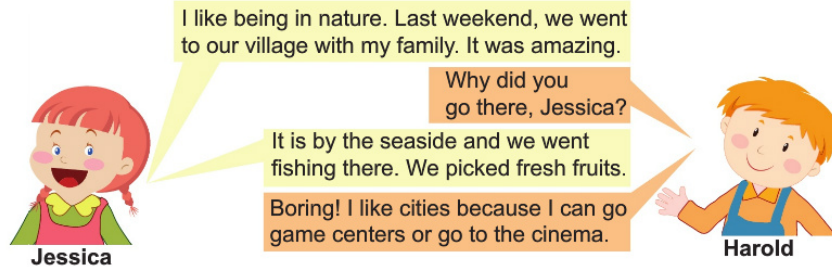 I like being in nature. Last weekend, we went
to our village with my family. It was amazing.
Why did you
go there, Jessica?
It is by the seaside and we went
fishing there. We picked fresh fruits.
Boring! I like cities because I can go
game centers or go to the cinema.
Jessica
Harold